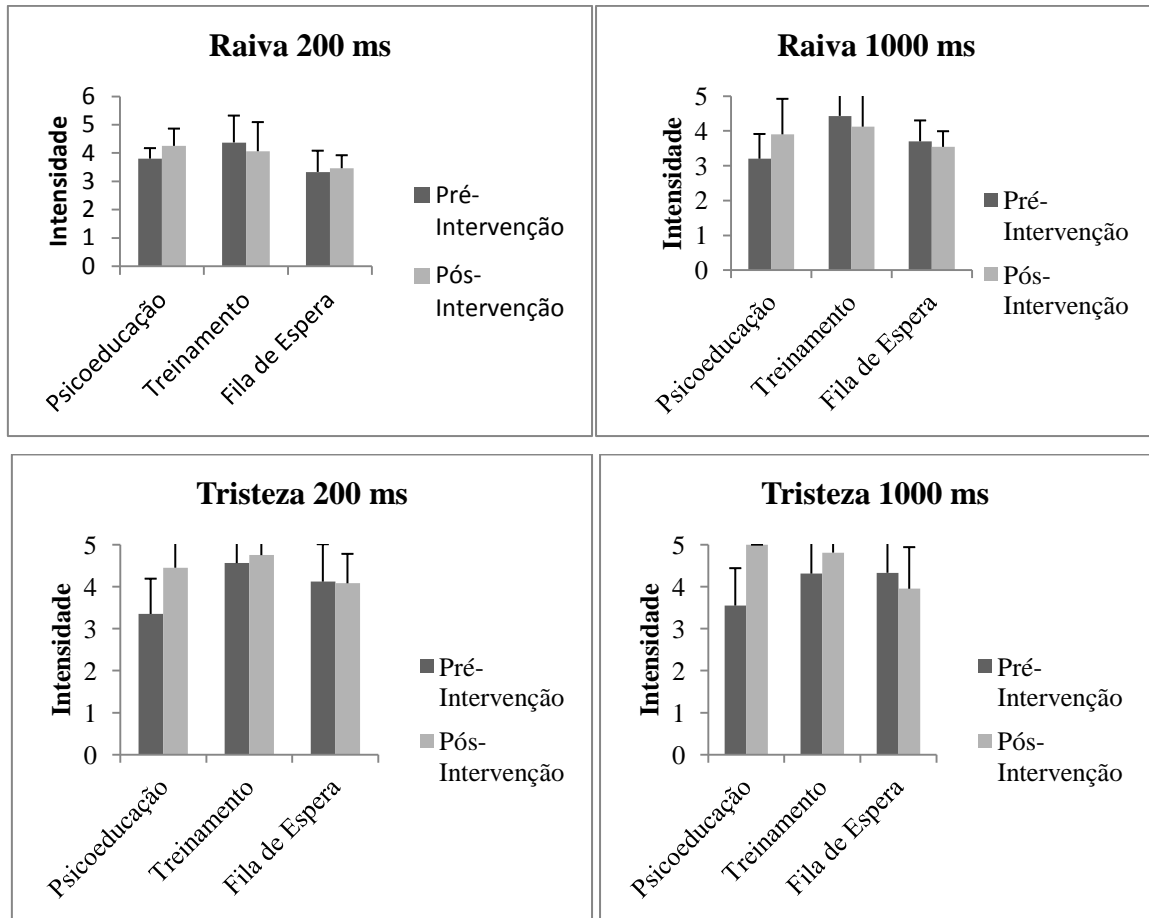 Raiva 200 ms
Intensidade
6
5
4
3
2
1
0
Psicoeducação
Treinamento
Fila de Espera
Pré-
Intervenção
Pós-
Intervenção
Raiva 1000 ms
Intensidade
5
4
3
2
1
0
Psicoeducação
Treinamento
Fila de Espera
Pré-
Intervenção
Pós-
Intervenção
Tristeza 200 ms
Intensidade
5
4
3
2
1
0
Psicoeducação
Treinamento
Fila de Espera
Pré-
Intervenção
Pós-
Intervenção
Tristeza 1000 ms
Intensidade
5
4
3
2
1
0
Psicoeducação
Treinamento
Fila de Espera
Pré-
Intervenção
Pós-
Intervenção